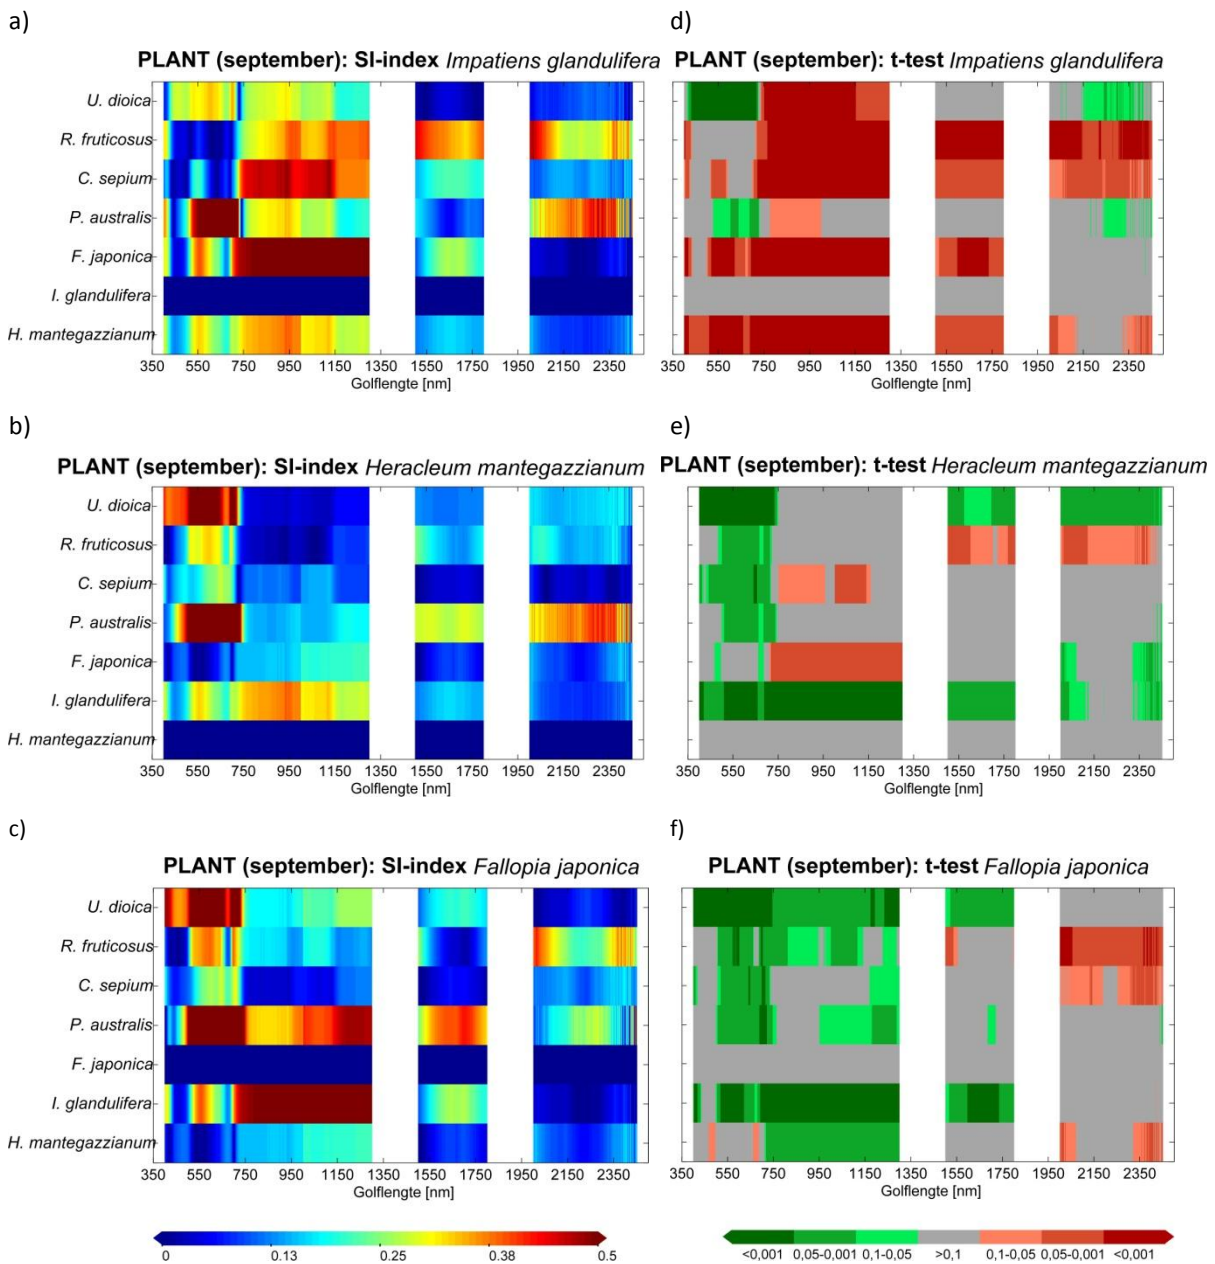 a)
d)
PLANT (september): SI-index Impatiens glandulifera
PLANT (september): t-test Impatiens glandulifera
U. dioica
R. fruticosus
C. sepium
P. australis
F. japonica
I. glandulifera
H. mantegazzianum
350 550 750 950 1150 1350 1550 1750 1950 2150 2350
Golflengte [nm]
350 550 750 950 1150 1350 1550 1750 1950 2150 2350
Golflengte [nm]
b)
e)
PLANT (september): SI-index Heracleum mantegazzianum
PLANT (september): t-test Heracleum mantegazzianum
U. dioica
R. fruticosus
C. sepium
P. australis
F. japonica
I. glandulifera
H. mantegazzianum
350 550 750 950 1150 1350 1550 1750 1950 2150 2350
Golflengte [nm]
350 550 750 950 1150 1350 1550 1750 1950 2150 2350
Golflengte [nm]
c)
f)
PLANT (september): SI-index Fallopia japonica
PLANT (september): t-test Fallopia japonica
U. dioica
R. fruticosus
C. sepium
P. australis
F. japonica
I. glandulifera
H. mantegazzianum
350 550 750 950 1150 1350 1550 1750 1950 2150 2350
Golflengte [nm]
350 550 750 950 1150 1350 1550 1750 1950 2150 2350
Golflengte [nm]
0 0.13 0.25 0.38 0.5
<0,001 0,05-0,001 0,1-0,05 >0,1 0,1-0,05 0,05-0,001 <0,001